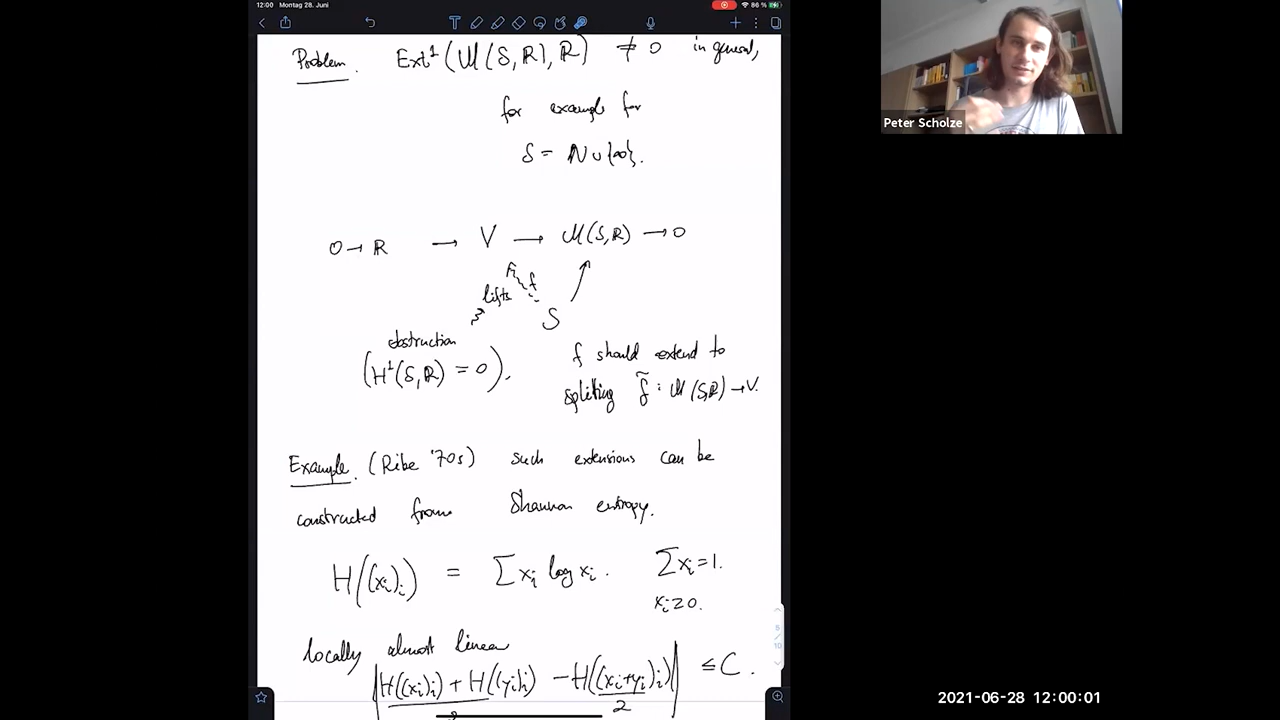 12:00 Montag 28. Juni
86 %
Problem. Ext¹(M(S,ℝ),ℝ) ≠ 0 in general,
for example for
S = ℕ∪{∞}.
0 → ℝ → V → M(S,ℝ) → 0
lifts f
S
obstruction
(H¹(S,ℝ) = 0).
f should extend to
splitting f̃ : M(S,ℝ) → V.
Example. (Ribe '70s) such extensions can be
constructed from Shannon entropy.
H((xᵢ)ᵢ) = ∑xᵢ log xᵢ. ∑xᵢ=1.
xᵢ≥0.
locally almost linear
|H((xᵢ)ᵢ) + H((yᵢ)ᵢ)/2 − H((xᵢ+yᵢ)ᵢ/2)| ≤ C.
Peter Scholze
2021-06-28 12:00:01